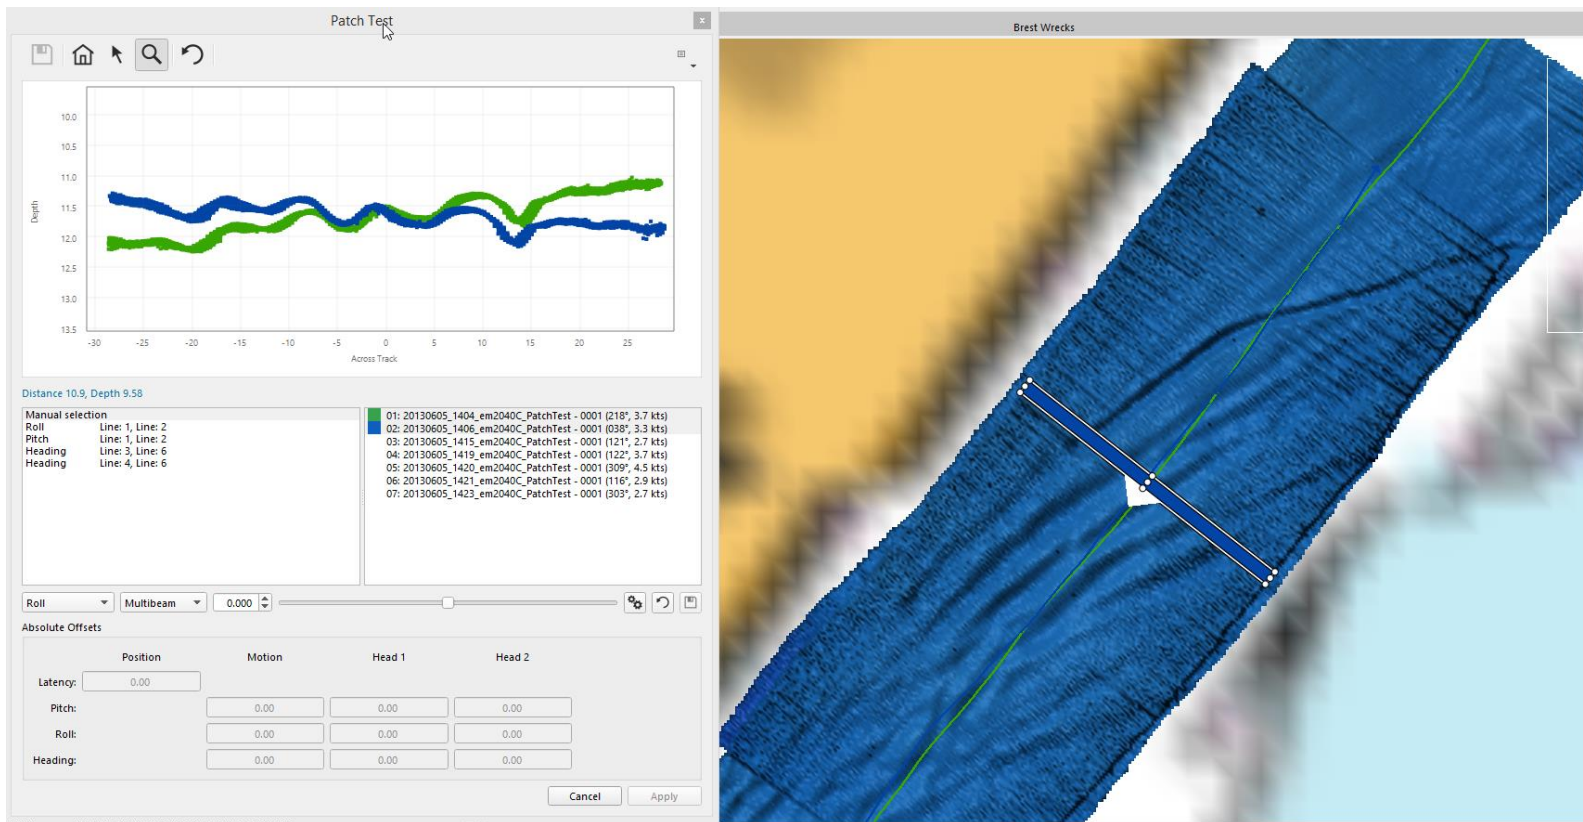 Patch Test
x
Brest Wrecks
10.0
10.5
11.0
11.5
12.0
12.5
13.0
13.5
Depth
-30 -25 -20 -15 -10 -5 0 5 10 15 20 25
Across Track
Distance 10.9, Depth 9.58
Manual selection
Roll Line: 1, Line: 2
Pitch Line: 1, Line: 2
Heading Line: 3, Line: 6
Heading Line: 4, Line: 6
01: 20130605_1404_em2040C_PatchTest - 0001 (218°, 3.7 kts)
02: 20130605_1406_em2040C_PatchTest - 0001 (038°, 3.3 kts)
03: 20130605_1415_em2040C_PatchTest - 0001 (121°, 2.7 kts)
04: 20130605_1419_em2040C_PatchTest - 0001 (122°, 3.7 kts)
05: 20130605_1420_em2040C_PatchTest - 0001 (309°, 4.5 kts)
06: 20130605_1421_em2040C_PatchTest - 0001 (116°, 2.9 kts)
07: 20130605_1423_em2040C_PatchTest - 0001 (303°, 2.7 kts)
Roll Multibeam 0.000
Absolute Offsets
Position Motion Head 1 Head 2
Latency: 0.00
Pitch: 0.00 0.00 0.00
Roll: 0.00 0.00 0.00
Heading: 0.00 0.00 0.00
Cancel Apply